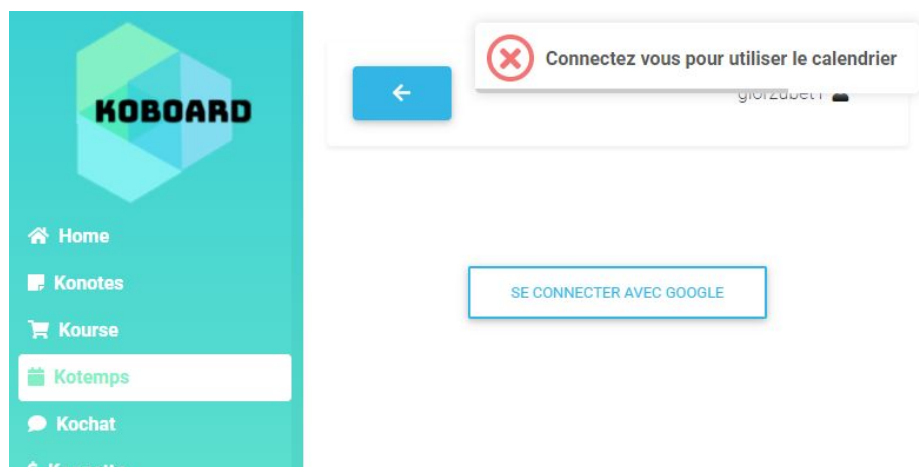 KOBOARD
Connectez vous pour utiliser le calendrier
Home
Konotes
Kourse
Kotemps
Kochat
SE CONNECTER AVEC GOOGLE